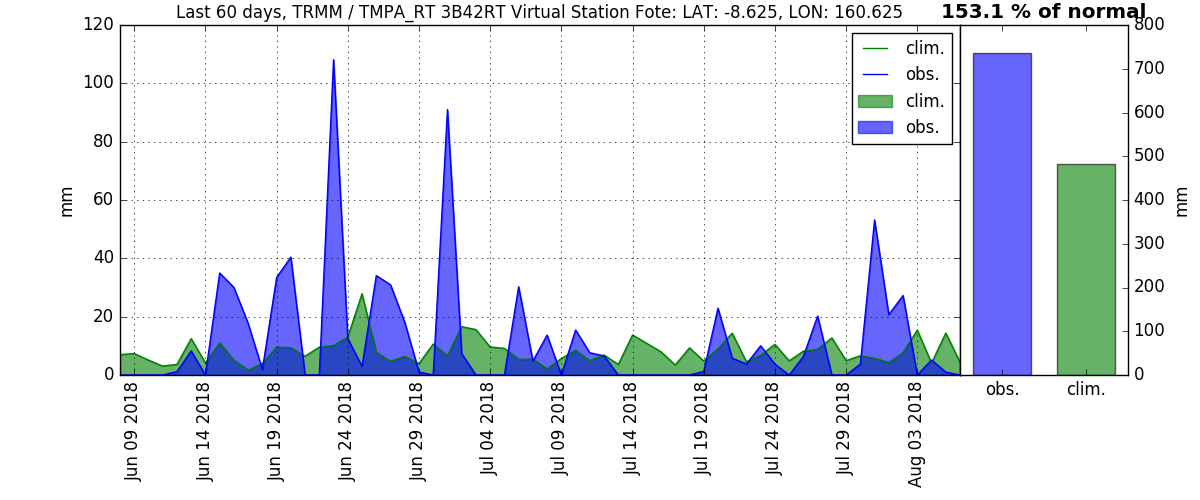 Last 60 days, TRMM / TMPA_RT 3B42RT Virtual Station Fote: LAT: -8.625, LON: 160.625
153.1 % of normal
120
100
80
60
40
20
0
mm
clim.
obs.
clim.
obs.
800
700
600
500
400
300
200
100
0
mm
Jun 09 2018
Jun 14 2018
Jun 19 2018
Jun 24 2018
Jun 29 2018
Jul 04 2018
Jul 09 2018
Jul 14 2018
Jul 19 2018
Jul 24 2018
Jul 29 2018
Aug 03 2018
obs.
clim.